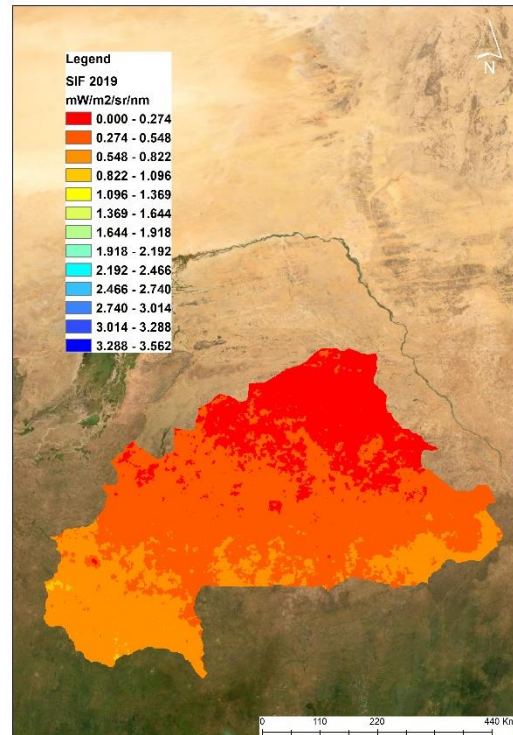 Legend
SIF 2019
mW/m2/sr/nm
0.000 - 0.274
0.274 - 0.548
0.548 - 0.822
0.822 - 1.096
1.096 - 1.369
1.369 - 1.644
1.644 - 1.918
1.918 - 2.192
2.192 - 2.466
2.466 - 2.740
2.740 - 3.014
3.014 - 3.288
3.288 - 3.562
N
0 110 220 440 Km